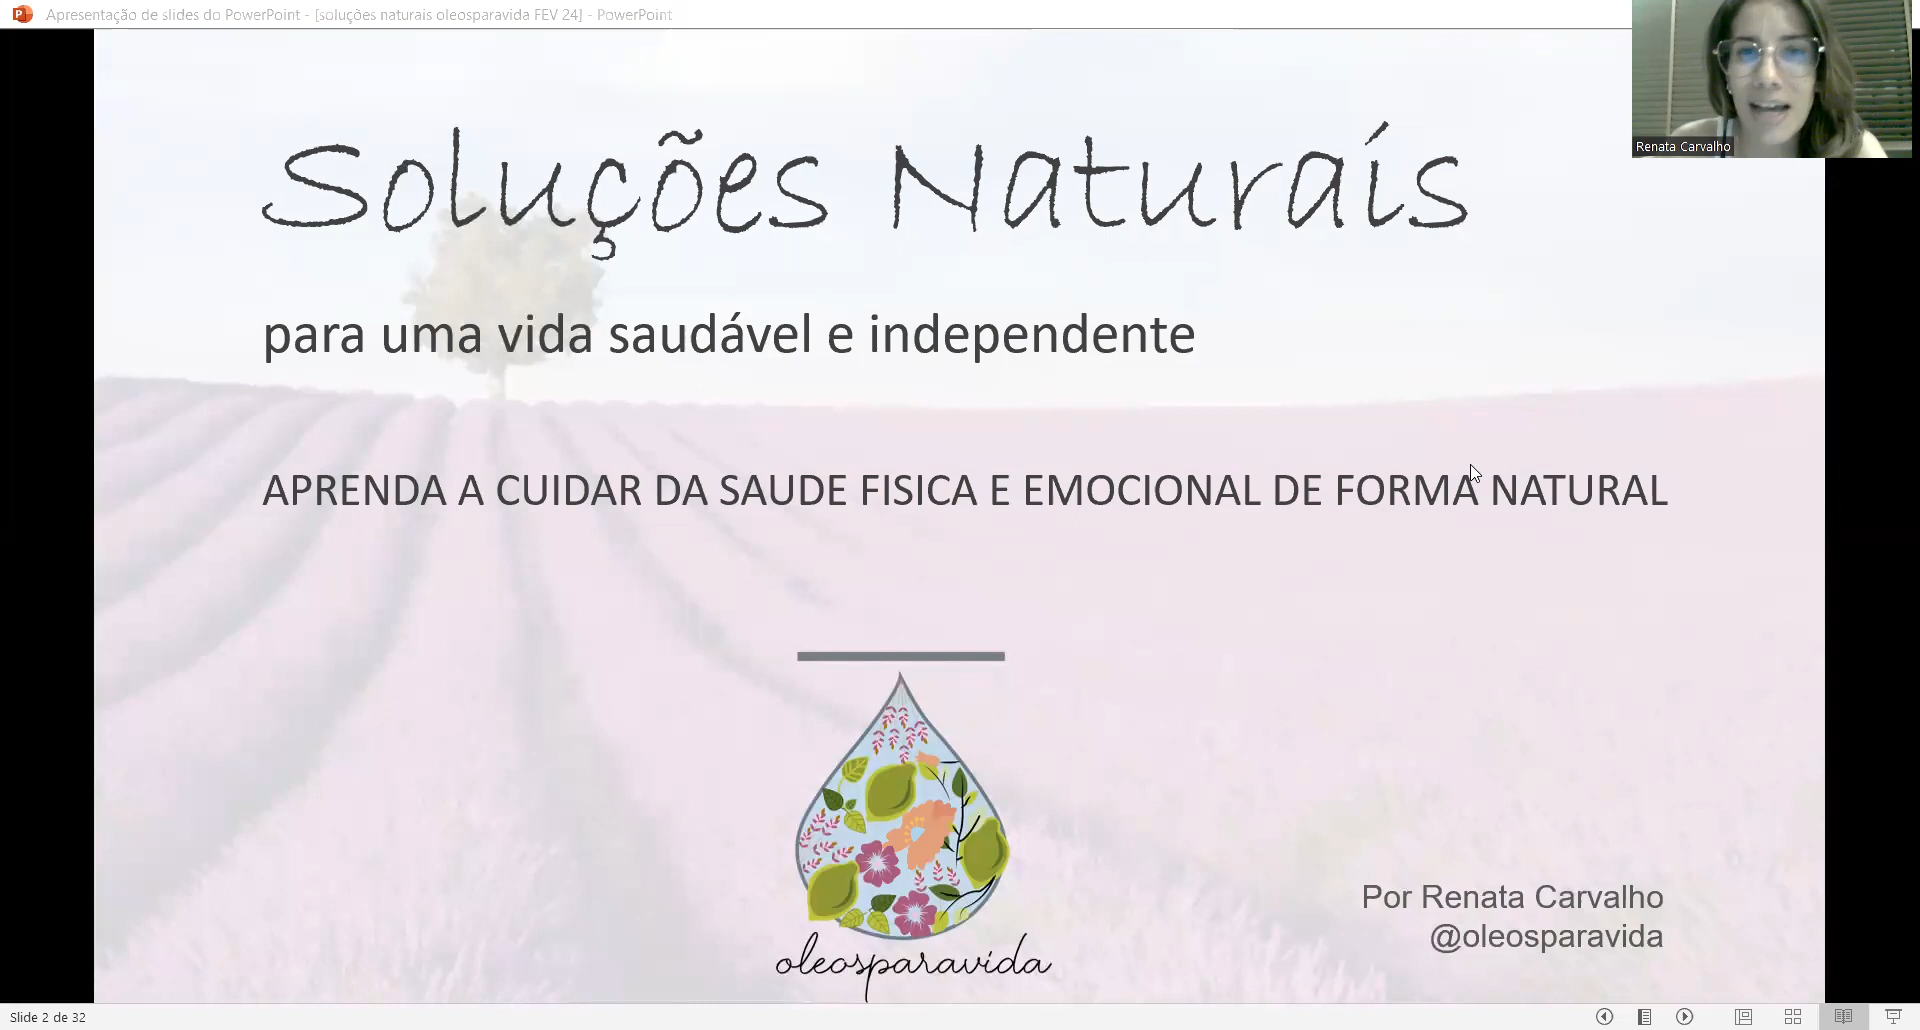 Apresentação de slides do PowerPoint - [soluções naturais oleosparavida FEV 24] - PowerPoint
Renata Carvalho
Soluções Naturais
para uma vida saudável e independente
APRENDA A CUIDAR DA SAUDE FISICA E EMOCIONAL DE FORMA NATURAL
oleosparavida
Por Renata Carvalho
@oleosparavida
Slide 2 de 32